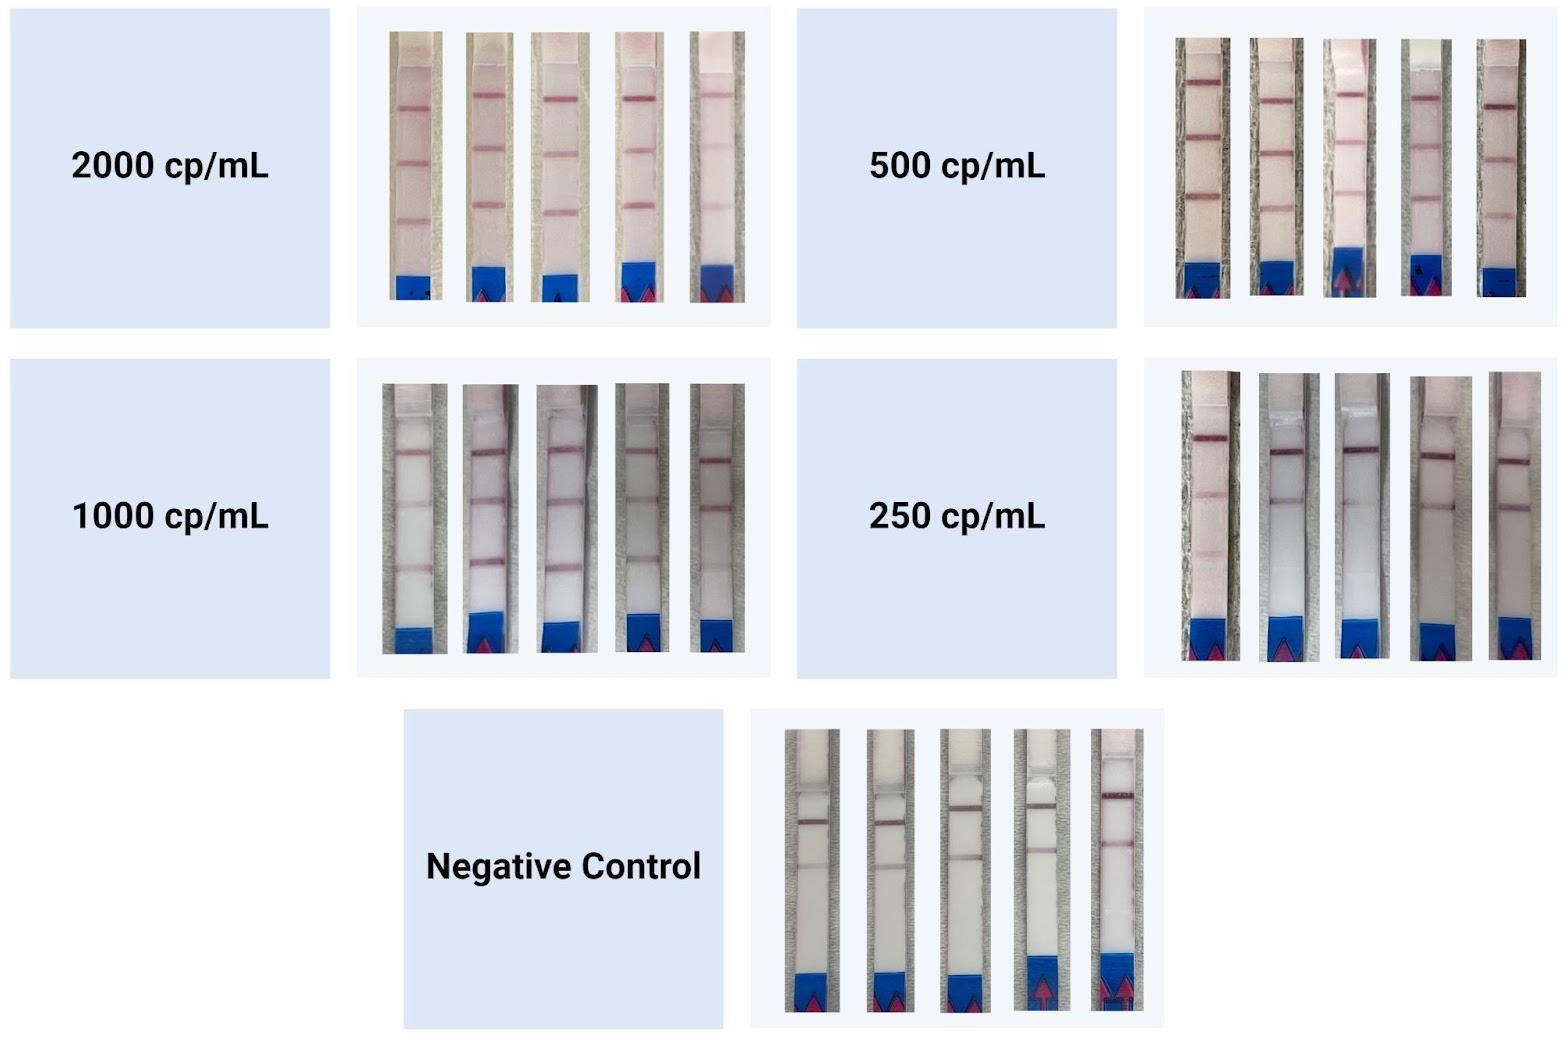 2000 cp/mL
500 cp/mL
1000 cp/mL
250 cp/mL
Negative Control